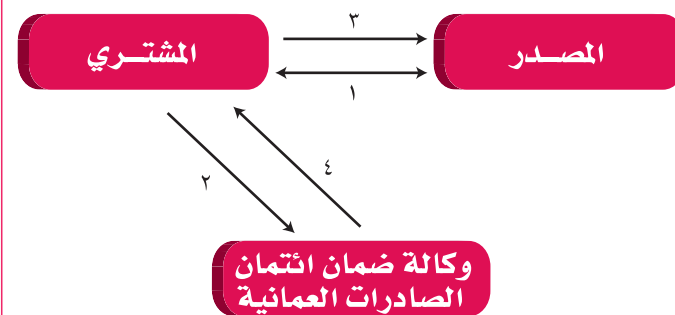 ٣
المصدر
المشتري
١
٢
٤
وكالة ضمان ائتمان
الصادرات العمانية